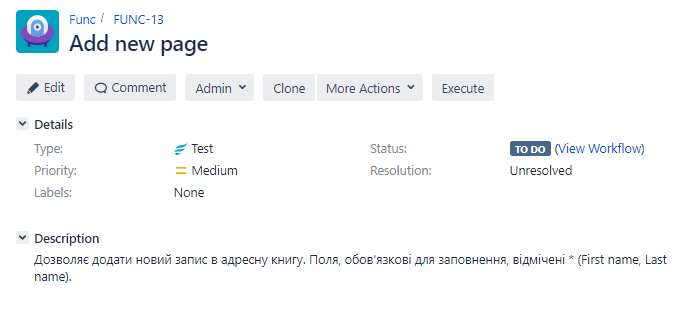 Func / FUNC-13
Add new page
Edit Comment Admin Clone More Actions Execute
Details
Type: Test Status: TO DO (View Workflow)
Priority: Medium Resolution: Unresolved
Labels: None
Description
Дозволяє додати новий запис в адресну книгу. Поля, обов'язкові для заповнення, відмічені * (First name, Last
name).